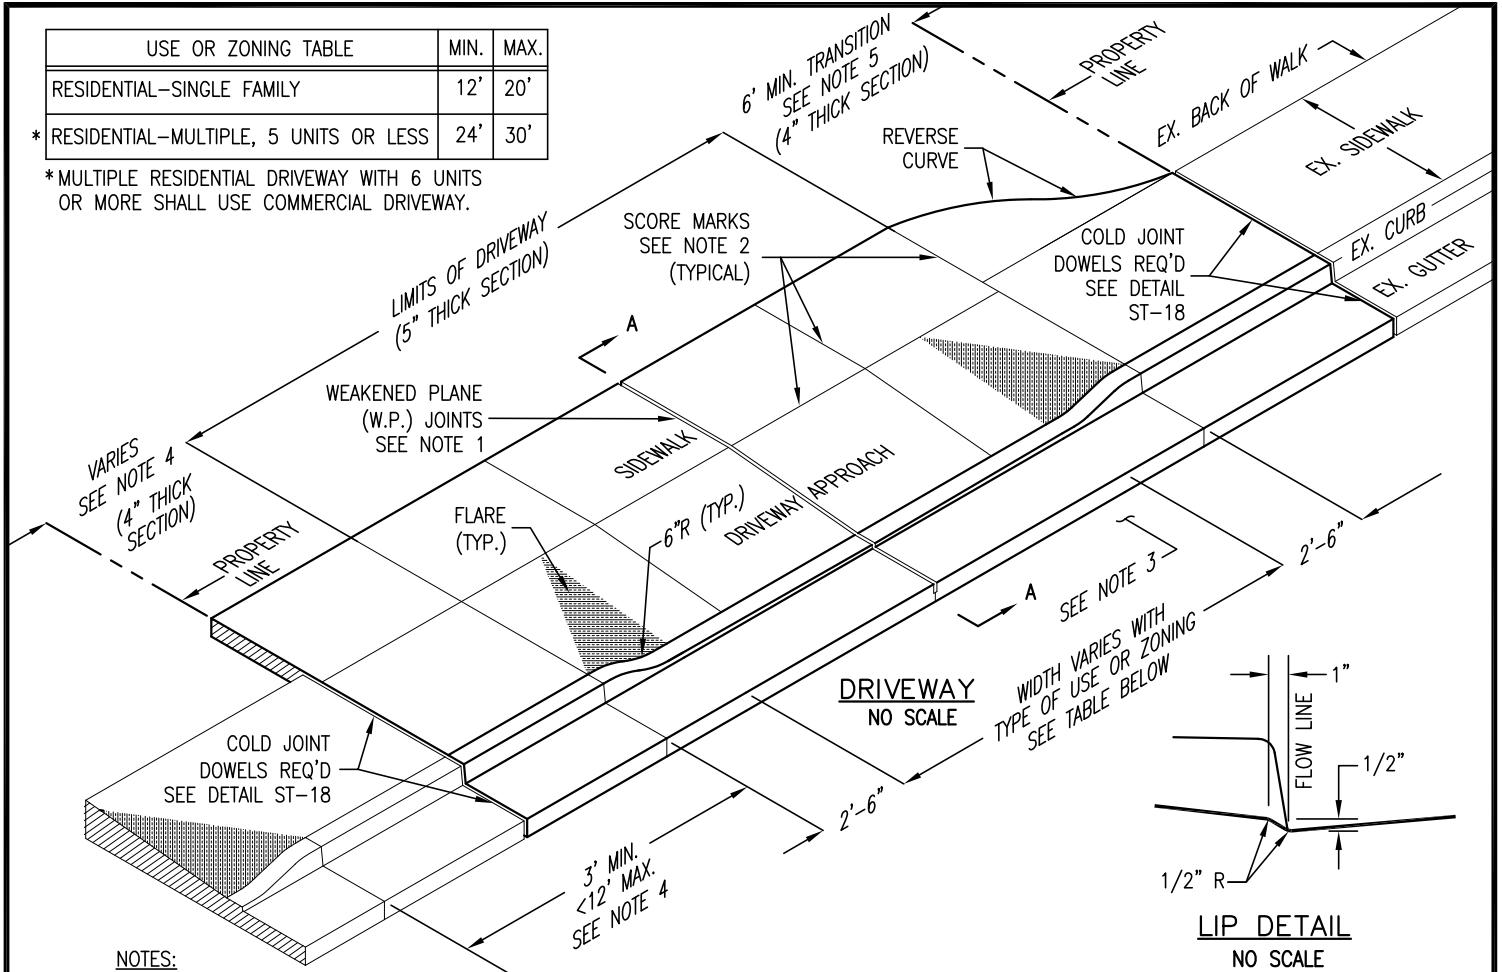 USE OR ZONING TABLE MIN. MAX.
RESIDENTIAL-SINGLE FAMILY 12' 20'
* RESIDENTIAL-MULTIPLE, 5 UNITS OR LESS 24' 30'
* MULTIPLE RESIDENTIAL DRIVEWAY WITH 6 UNITS
OR MORE SHALL USE COMMERCIAL DRIVEWAY.
6' MIN. TRANSITION
SEE NOTE 5
(4" THICK SECTION)
PROPERTY
LINE
EX. BACK OF WALK
EX. SIDEWALK
EX. CURB
EX. GUTTER
REVERSE
CURVE
SCORE MARKS
SEE NOTE 2
(TYPICAL)
COLD JOINT
DOWELS REQ'D
SEE DETAIL
ST-18
LIMITS OF DRIVEWAY
(5" THICK SECTION)
A
WEAKENED PLANE
(W.P.) JOINTS
SEE NOTE 1
SIDEWALK
DRIVEWAY APPROACH
VARIES
SEE NOTE 4
(4" THICK
SECTION)
PROPERTY
LINE
FLARE
(TYP.)
6"R (TYP.)
2'-6"
SEE NOTE 3
A
WIDTH VARIES WITH
TYPE OF USE OR ZONING
SEE TABLE BELOW
DRIVEWAY
NO SCALE
COLD JOINT
DOWELS REQ'D
SEE DETAIL ST-18
2'-6"
3' MIN.
<12' MAX.
SEE NOTE 4
1"
FLOW LINE
1/2"
1/2" R
LIP DETAIL
NO SCALE
NOTES: